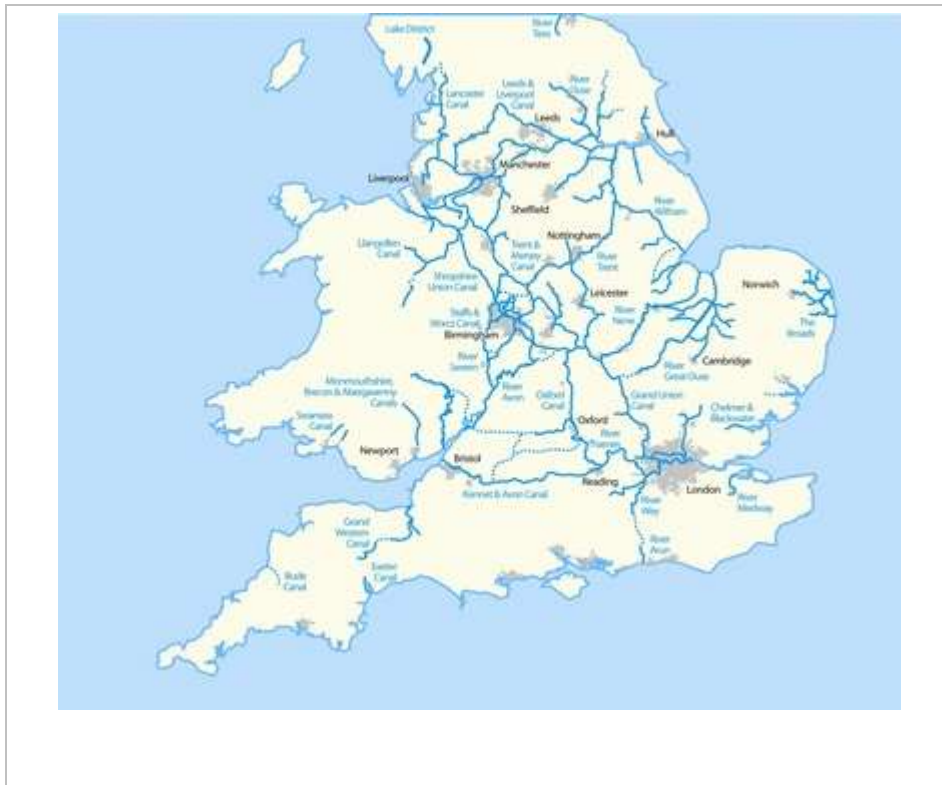 Lake District
River
Tees
Lancaster
Canal
Leeds &
Liverpool
Canal
River
Ouse
Leeds
Hull
Manchester
Liverpool
Sheffield
River
Witham
Nottingham
Llangollen
Canal
Trent &
Mersey
Canal
River
Trent
Shropshire
Union Canal
Leicester
Norwich
Staffs &
Worcs Canal
River
Nene
The
Broads
Birmingham
River
Severn
Cambridge
River
Great Ouse
Monmouthshire,
Brecon & Abergavenny
Canals
River
Avon
Oxford
Canal
Grand Union
Canal
Chelmer &
Blackwater
Swansea
Canal
Oxford
River
Thames
Newport
Bristol
Reading
London
Kennet & Avon Canal
River
Wey
River
Medway
Grand
Western
Canal
River
Arun
Bude
Canal
Exeter
Canal